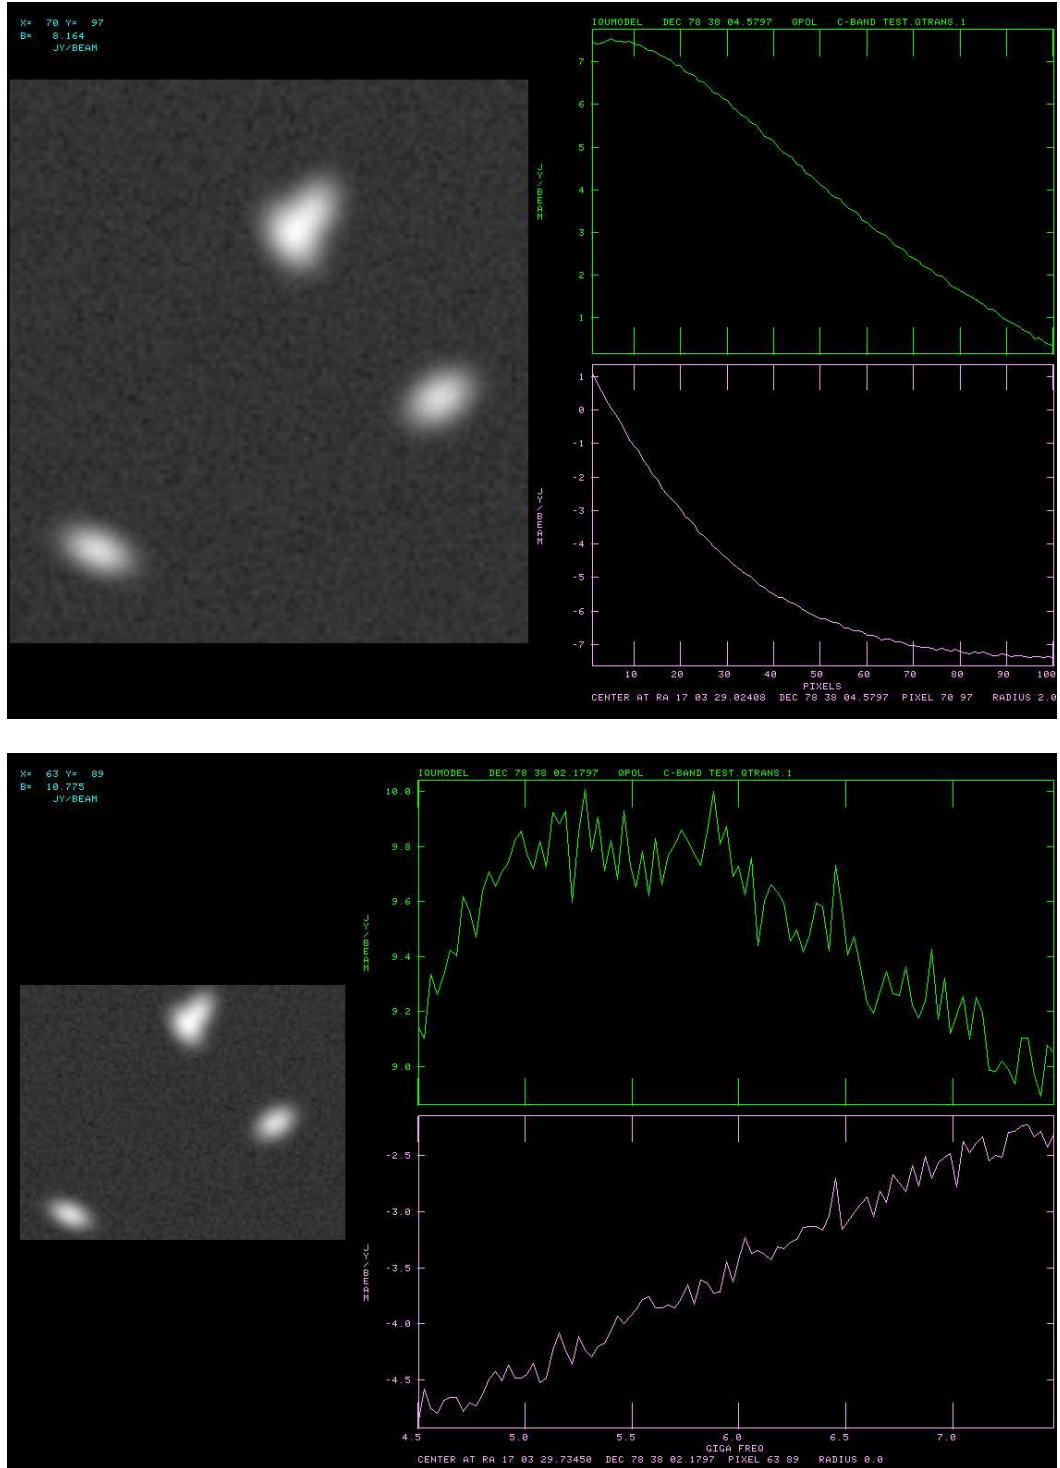 X= 70 Y= 97
B= 8.164
JY/BEAM
IQUMODEL DEC 78 38 04.5797 QPOL C-BAND TEST.QTRANS.1
7
6
5
4
3
2
1
JY/BEAM
1
0
-1
-2
-3
-4
-5
-6
-7
JY/BEAM
10 20 30 40 50 60 70 80 90 100
PIXELS
CENTER AT RA 17 03 29.02408 DEC 78 38 04.5797 PIXEL 70 97 RADIUS 2.0
X= 63 Y= 89
B= 10.775
JY/BEAM
IQUMODEL DEC 78 38 02.1797 QPOL C-BAND TEST.QTRANS.1
10.0
9.8
9.6
9.4
9.2
9.0
JY/BEAM
-2.5
-3.0
-3.5
-4.0
-4.5
JY/BEAM
4.5 5.0 5.5 6.0 6.5 7.0
GIGA FREQ
CENTER AT RA 17 03 29.73450 DEC 78 38 02.1797 PIXEL 63 89 RADIUS 0.0